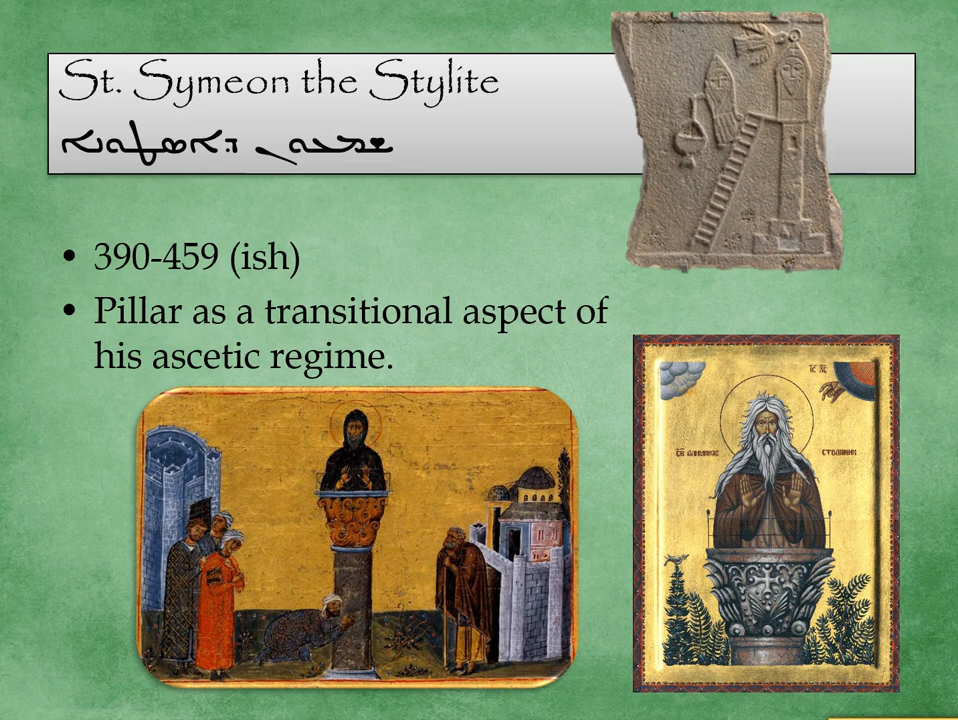 St. Symeon the Stylite
ܫܡܥܘܢ ܕܐܣܛܘܢܐ
• 390-459 (ish)
• Pillar as a transitional aspect of
his ascetic regime.